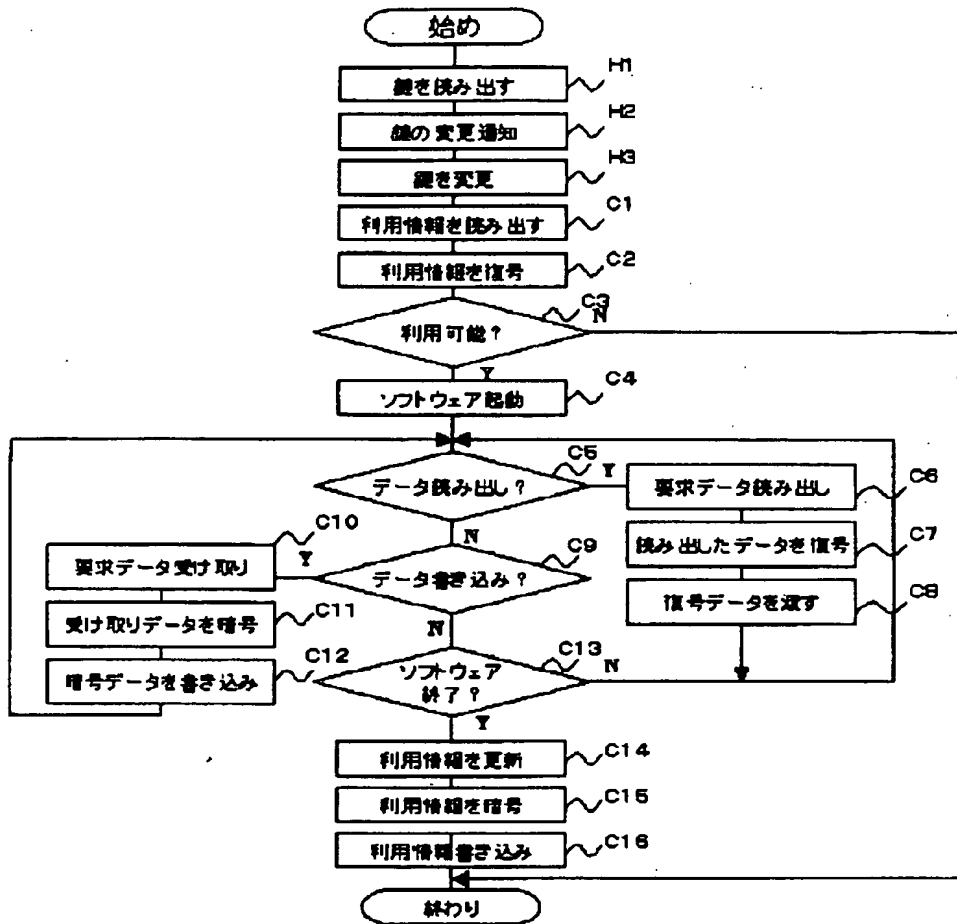 始め
鍵を読み出す
H1
鍵の変更通知
H2
鍵を変更
H3
利用情報を読み出す
C1
利用情報を復号
C2
利用可能?
C3
N
Y
ソフトウェア起動
C4
データ読み出し?
C5
Y
要求データ読み出し
C6
N
読み出したデータを復号
C7
復号データを渡す
C8
データ書き込み?
C9
Y
要求データ受け取り
C10
受け取りデータを暗号
C11
暗号データを書き込み
C12
N
ソフトウェア
終了?
C13
N
Y
利用情報を更新
C14
利用情報を暗号
C15
利用情報書き込み
C16
終わり